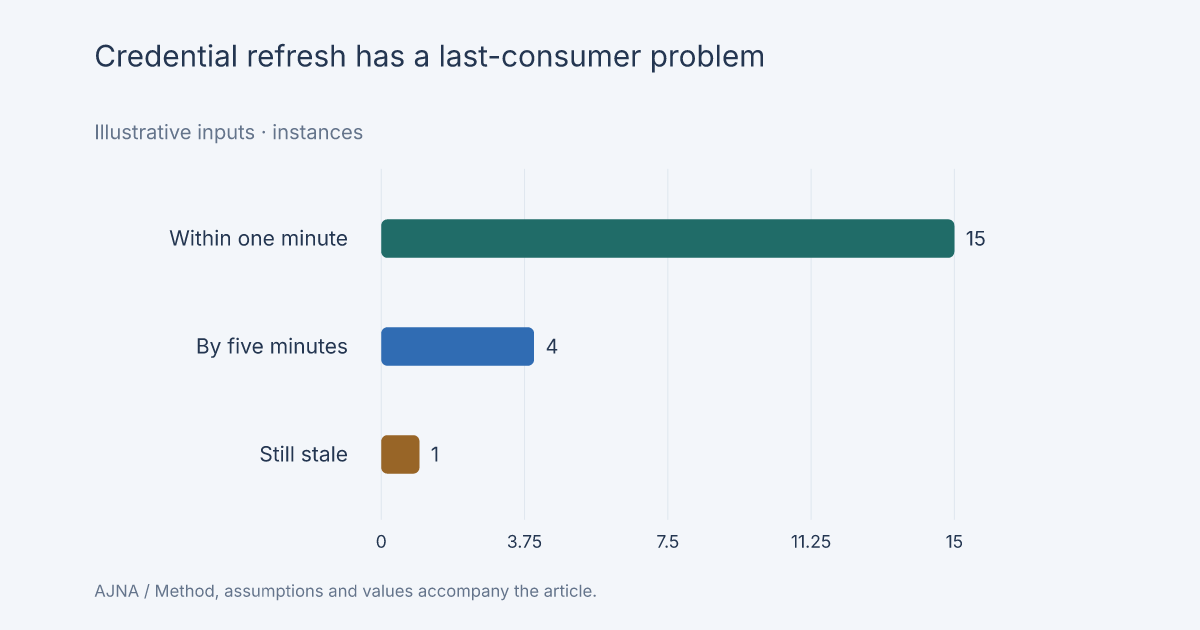 Credential refresh has a last-consumer problem
Illustrative inputs · instances
Within one minute 15
By five minutes 4
Still stale 1
0 3.75 7.5 11.25 15
AJNA / Method, assumptions and values accompany the article.